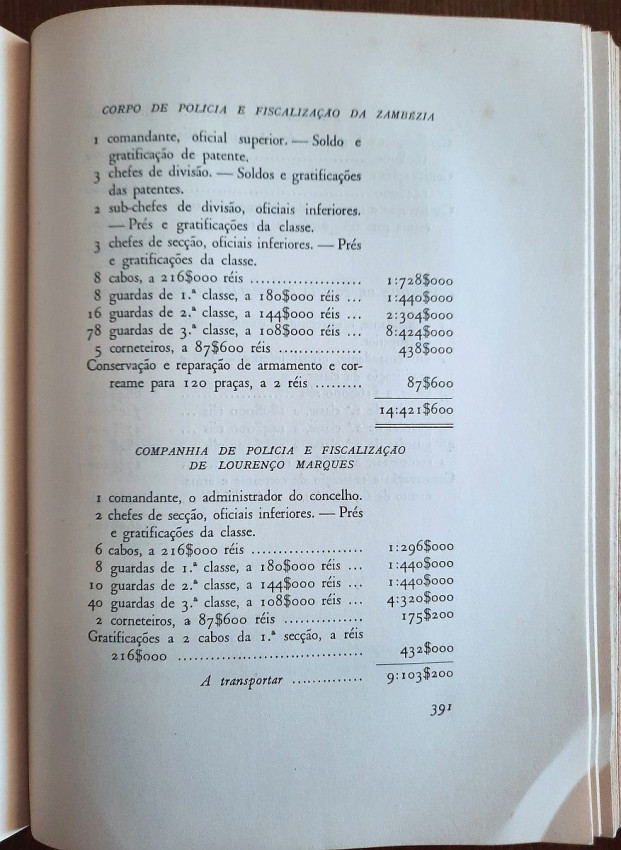 CORPO DE POLICIA E FISCALIZAÇÃO DA ZAMBÉZIA
1 comandante, oficial superior. — Soldo e
gratificação de patente.
3 chefes de divisão. — Soldos e gratificações
das patentes.
2 sub-chefes de divisão, oficiais inferiores.
— Prés e gratificações da classe.
3 chefes de secção, oficiais inferiores. — Prés
e gratificações da classe.
8 cabos, a 216$000 réis ..................... 1:728$000
8 guardas de 1.ª classe, a 180$000 réis ... 1:440$000
16 guardas de 2.ª classe, a 144$000 réis ... 2:304$000
78 guardas de 3.ª classe, a 108$000 réis ... 8:424$000
5 corneteiros, a 87$600 réis ............... 438$000
Conservação e reparação de armamento e cor-
reame para 120 praças, a 2 réis ......... 87$600
14:421$600
COMPANHIA DE POLICIA E FISCALIZAÇÃO
DE LOURENÇO MARQUES
1 comandante, o administrador do concelho.
2 chefes de secção, oficiais inferiores. — Prés
e gratificações da classe.
6 cabos, a 216$000 réis ..................... 1:296$000
8 guardas de 1.ª classe, a 180$000 réis ... 1:440$000
10 guardas de 2.ª classe, a 144$000 réis ... 1:440$000
40 guardas de 3.ª classe, a 108$000 réis ... 4:320$000
2 corneteiros, a 87$600 réis ............... 175$200
Gratificações a 2 cabos da 1.ª secção, a réis
216$000 ................................... 432$000
A transportar ............. 9:103$200
391